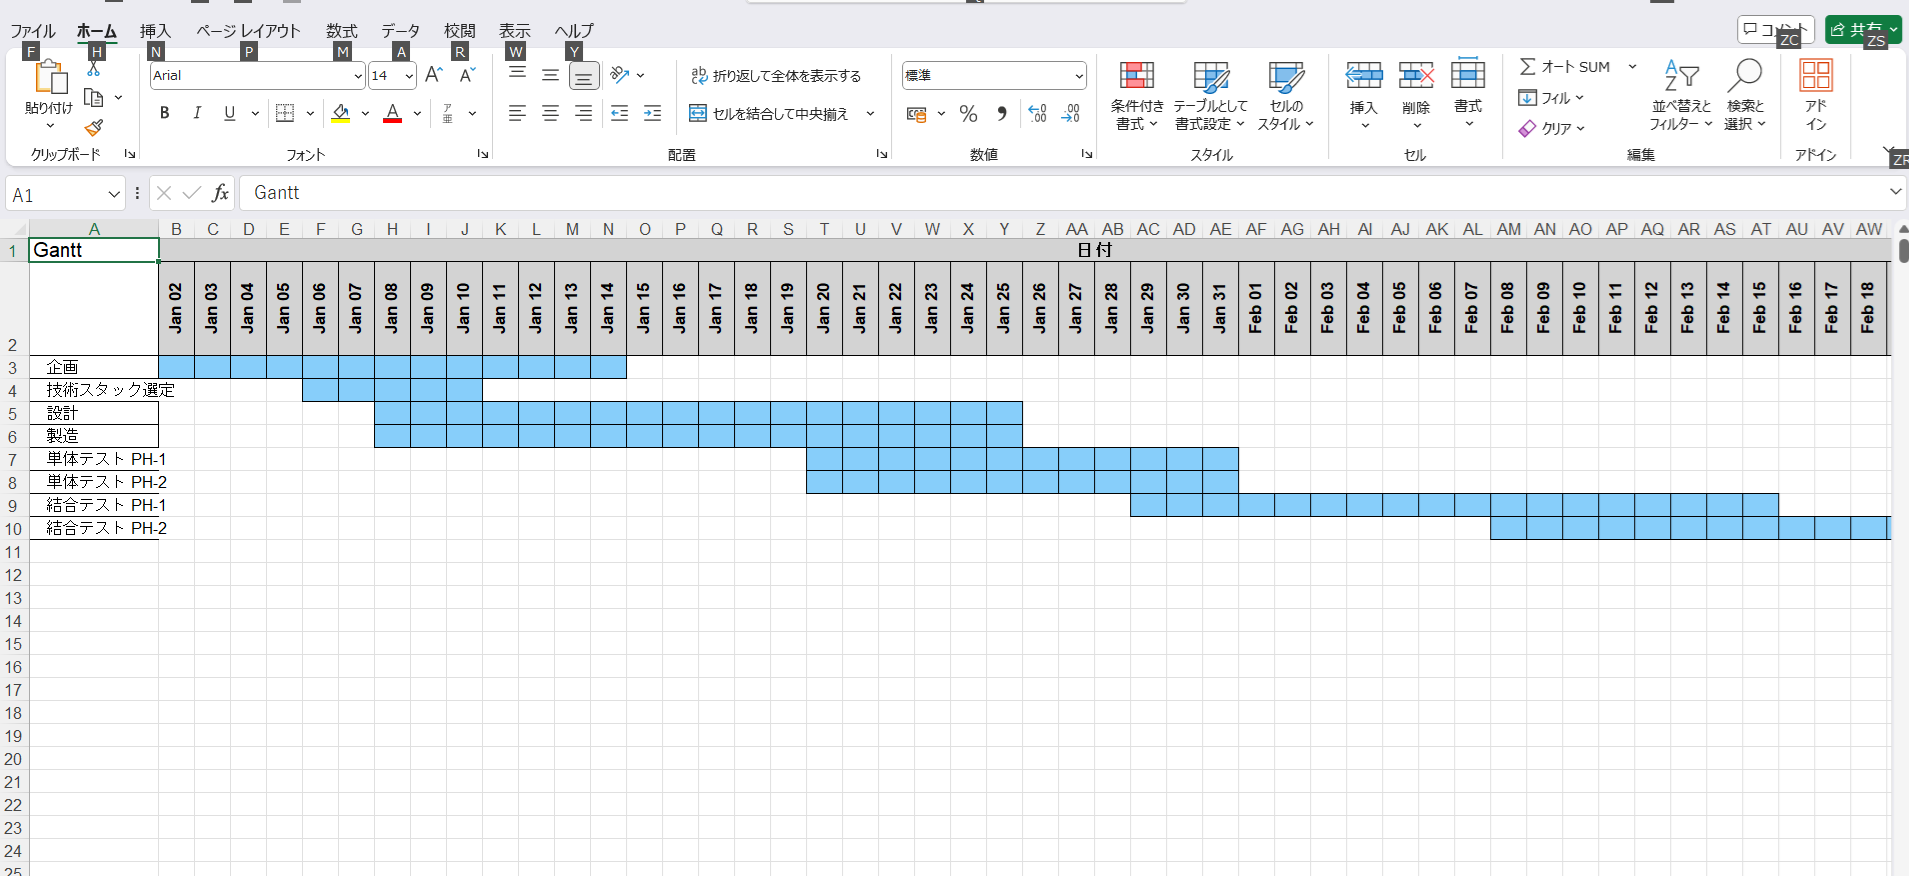 ファイル ホーム 挿入 ページ レイアウト 数式 データ 校閲 表示 ヘルプ コメント 共有
F H N P M A R W Y ZC ZS
貼り付け
クリップボード
Arial 14
B I U
フォント
折り返して全体を表示する
セルを結合して中央揃え
配置
標準
数値
条件付き書式
テーブルとして書式設定
セルのスタイル
スタイル
挿入 削除 書式
セル
オート SUM
フィル
クリア
並べ替えとフィルター
検索と選択
編集
アドイン
アドイン
ZR
A1 fx Gantt
A B C D E F G H I J K L M N O P Q R S T U V W X Y Z AA AB AC AD AE AF AG AH AI AJ AK AL AM AN AO AP AQ AR AS AT AU AV AW
1 Gantt 日付
2 Jan 02 Jan 03 Jan 04 Jan 05 Jan 06 Jan 07 Jan 08 Jan 09 Jan 10 Jan 11 Jan 12 Jan 13 Jan 14 Jan 15 Jan 16 Jan 17 Jan 18 Jan 19 Jan 20 Jan 21 Jan 22 Jan 23 Jan 24 Jan 25 Jan 26 Jan 27 Jan 28 Jan 29 Jan 30 Jan 31 Feb 01 Feb 02 Feb 03 Feb 04 Feb 05 Feb 06 Feb 07 Feb 08 Feb 09 Feb 10 Feb 11 Feb 12 Feb 13 Feb 14 Feb 15 Feb 16 Feb 17 Feb 18
3 企画
4 技術スタック選定
5 設計
6 製造
7 単体テスト PH-1
8 単体テスト PH-2
9 結合テスト PH-1
10 結合テスト PH-2
11
12
13
14
15
16
17
18
19
20
21
22
23
24
25